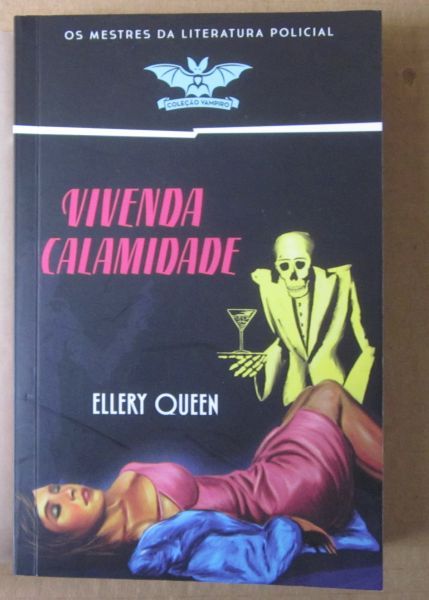 OS MESTRES DA LITERATURA POLICIAL
COLEÇÃO VAMPIRO
VIVENDA
CALAMIDADE
ELLERY QUEEN